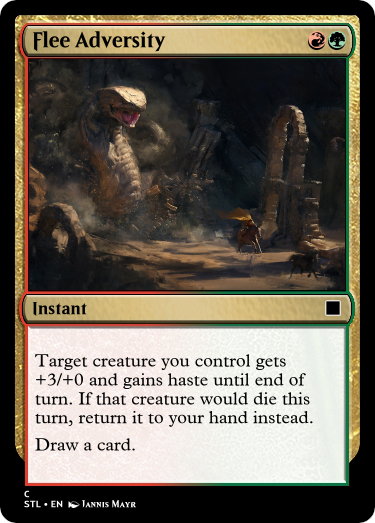 Flee Adversity
Instant
Target creature you control gets
+3/+0 and gains haste until end of
turn. If that creature would die this
turn, return it to your hand instead.
Draw a card.
C
STL • EN Jannis Mayr